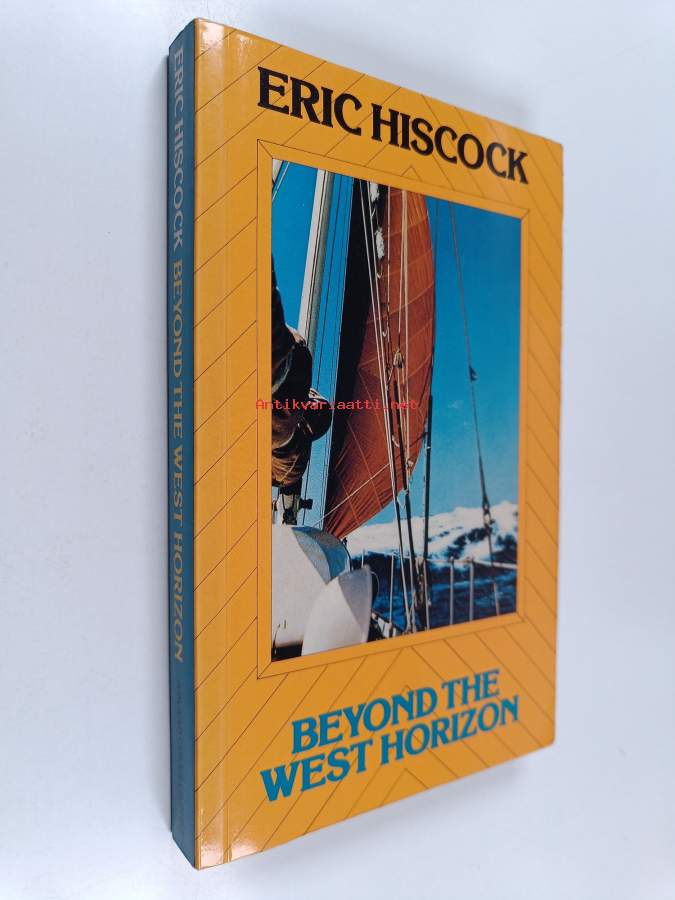 ERIC HISCOCK
BEYOND THE
WEST HORIZON
ERIC HISCOCK BEYOND THE WEST HORIZON
Antikvariaatti.net